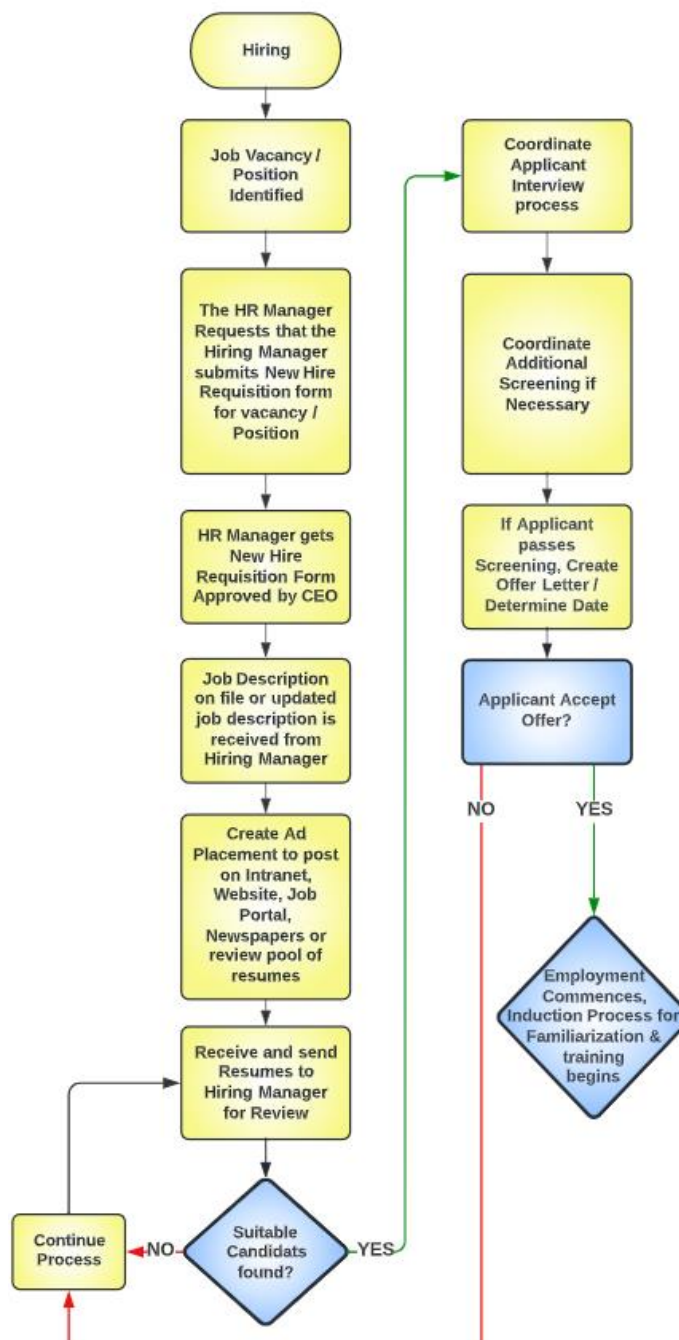 Hiring
Job Vacancy /
Position
Identified
The HR Manager
Requests that the
Hiring Manager
submits New Hire
Requisition form
for vacancy /
Position
HR Manager gets
New Hire
Requisition Form
Approved by CEO
Job Description
on file or updated
job description is
received from
Hiring Manager
Create Ad
Placement to post
on Intranet,
Website, Job
Portal,
Newspapers or
review pool of
resumes
Receive and send
Resumes to
Hiring Manager
for Review
Suitable
Candidats
found?
NO
YES
Continue
Process
Coordinate
Applicant
Interview
process
Coordinate
Additional
Screening if
Necessary
If Applicant
passes
Screening, Create
Offer Letter /
Determine Date
Applicant Accept
Offer?
NO
YES
Employment
Commences,
Induction Process for
Familiarization &
training
begins